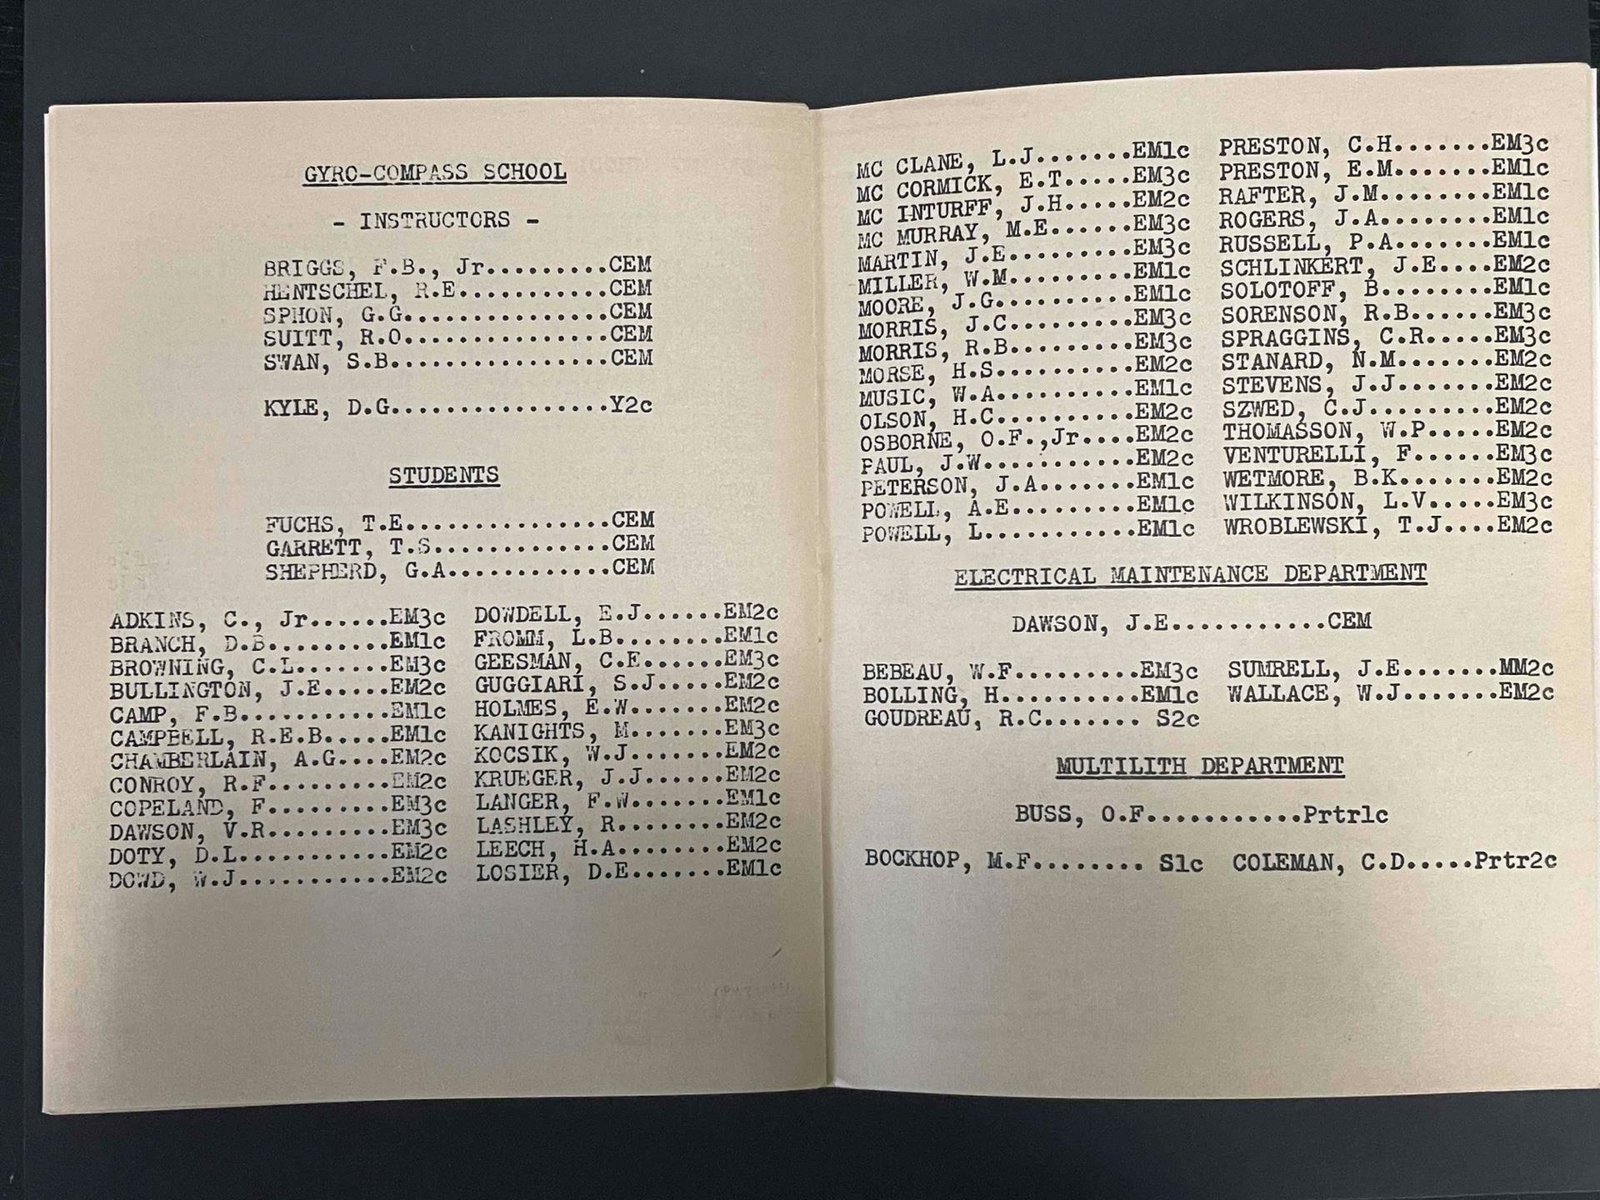 GYRO-COMPASS SCHOOL
- INSTRUCTORS -
BRIGGS, F.B., Jr.........CEM
HENTSCHEL, R.E...........CEM
SPHON, G.G...............CEM
SUITT, R.O...............CEM
SWAN, S.B................CEM
KYLE, D.G................Y2c
STUDENTS
FUCHS, T.E...............CEM
GARRETT, T.S.............CEM
SHEPHERD, G.A............CEM
ADKINS, C., Jr......EM3c
BRANCH, D.B.........EM1c
BROWNING, C.L.......EM3c
BULLINGTON, J.E.....EM2c
CAMP, F.B...........EM1c
CAMPBELL, R.E.B.....EM1c
CHAMBERLAIN, A.G....EM2c
CONROY, R.F.........EM2c
COPELAND, F.........EM3c
DAWSON, V.R.........EM3c
DOTY, D.L...........EM2c
DOWD, W.J...........EM2c
DOWDELL, E.J......EM2c
FROMM, L.B........EM1c
GEESMAN, C.E......EM3c
GUGGIARI, S.J.....EM2c
HOLMES, E.W.......EM2c
KANIGHTS, M.......EM3c
KOCSIK, W.J.......EM2c
KRUEGER, J.J......EM2c
LANGER, F.W.......EM1c
LASHLEY, R........EM2c
LEECH, H.A........EM2c
LOSIER, D.E.......EM1c
MC CLANE, L.J.......EM1c
MC CORMICK, E.T.....EM3c
MC INTURFF, J.H.....EM2c
MC MURRAY, M.E......EM3c
MARTIN, J.E.........EM3c
MILLER, W.M.........EM1c
MOORE, J.G..........EM1c
MORRIS, J.C.........EM3c
MORRIS, R.B.........EM3c
MORSE, H.S..........EM2c
MUSIC, W.A..........EM1c
OLSON, H.C..........EM2c
OSBORNE, O.F.,Jr....EM2c
PAUL, J.W...........EM2c
PETERSON, J.A.......EM1c
POWELL, A.E.........EM1c
POWELL, L...........EM1c
PRESTON, C.H.......EM3c
PRESTON, E.M.......EM1c
RAFTER, J.M........EM1c
ROGERS, J.A........EM1c
RUSSELL, P.A.......EM1c
SCHLINKERT, J.E....EM2c
SOLOTOFF, B........EM1c
SORENSON, R.B......EM3c
SPRAGGINS, C.R.....EM3c
STANARD, N.M.......EM2c
STEVENS, J.J.......EM2c
SZWED, C.J.........EM2c
THOMASSON, W.P.....EM2c
VENTURELLI, F......EM3c
WETMORE, B.K.......EM2c
WILKINSON, L.V.....EM3c
WROBLEWSKI, T.J....EM2c
ELECTRICAL MAINTENANCE DEPARTMENT
DAWSON, J.E...........CEM
BEBEAU, W.F.........EM3c
BOLLING, H..........EM1c
GOUDREAU, R.C....... S2c
SUMRELL, J.E.......MM2c
WALLACE, W.J.......EM2c
MULTILITH DEPARTMENT
BUSS, O.F...........Prtr1c
BOCKHOP, M.F........ S1c COLEMAN, C.D.....Prtr2c